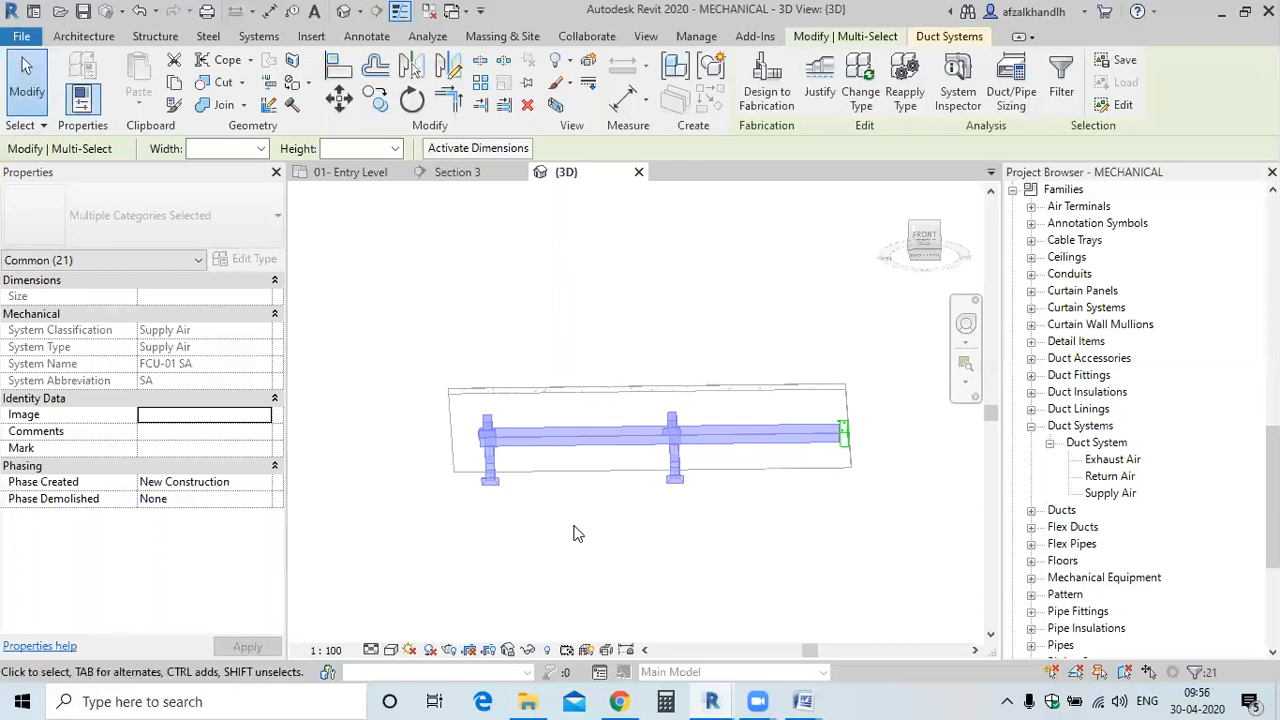 Autodesk Revit 2020 - MECHANICAL - 3D View: {3D}
afzalkhandh
File
Architecture
Structure
Steel
Systems
Insert
Annotate
Analyze
Massing & Site
Collaborate
View
Manage
Add-Ins
Modify | Multi-Select
Duct Systems
Modify
Paste
Cope
Cut
Join
Design to
Fabrication
Justify
Change
Type
Reapply
Type
System
Inspector
Duct/Pipe
Sizing
Filter
Save
Load
Edit
Select
Properties
Clipboard
Geometry
Modify
View
Measure
Create
Fabrication
Edit
Analysis
Selection
Modify | Multi-Select
Width:
Height:
Activate Dimensions
Properties
Multiple Categories Selected
Common (21)
Edit Type
Dimensions
Size
Mechanical
System Classification Supply Air
System Type Supply Air
System Name FCU-01 SA
System Abbreviation SA
Identity Data
Image
Comments
Mark
Phasing
Phase Created New Construction
Phase Demolished None
Properties help
Apply
01- Entry Level
Section 3
{3D}
FRONT
1 : 100
Project Browser - MECHANICAL
Families
Air Terminals
Annotation Symbols
Cable Trays
Ceilings
Conduits
Curtain Panels
Curtain Systems
Curtain Wall Mullions
Detail Items
Duct Accessories
Duct Fittings
Duct Insulations
Duct Linings
Duct Systems
Duct System
Exhaust Air
Return Air
Supply Air
Ducts
Flex Ducts
Flex Pipes
Floors
Mechanical Equipment
Pattern
Pipe Fittings
Pipe Insulations
Pipes
Click to select, TAB for alternates, CTRL adds, SHIFT unselects.
:0
Main Model
:21
Type here to search
ENG
09:56
30-04-2020
5